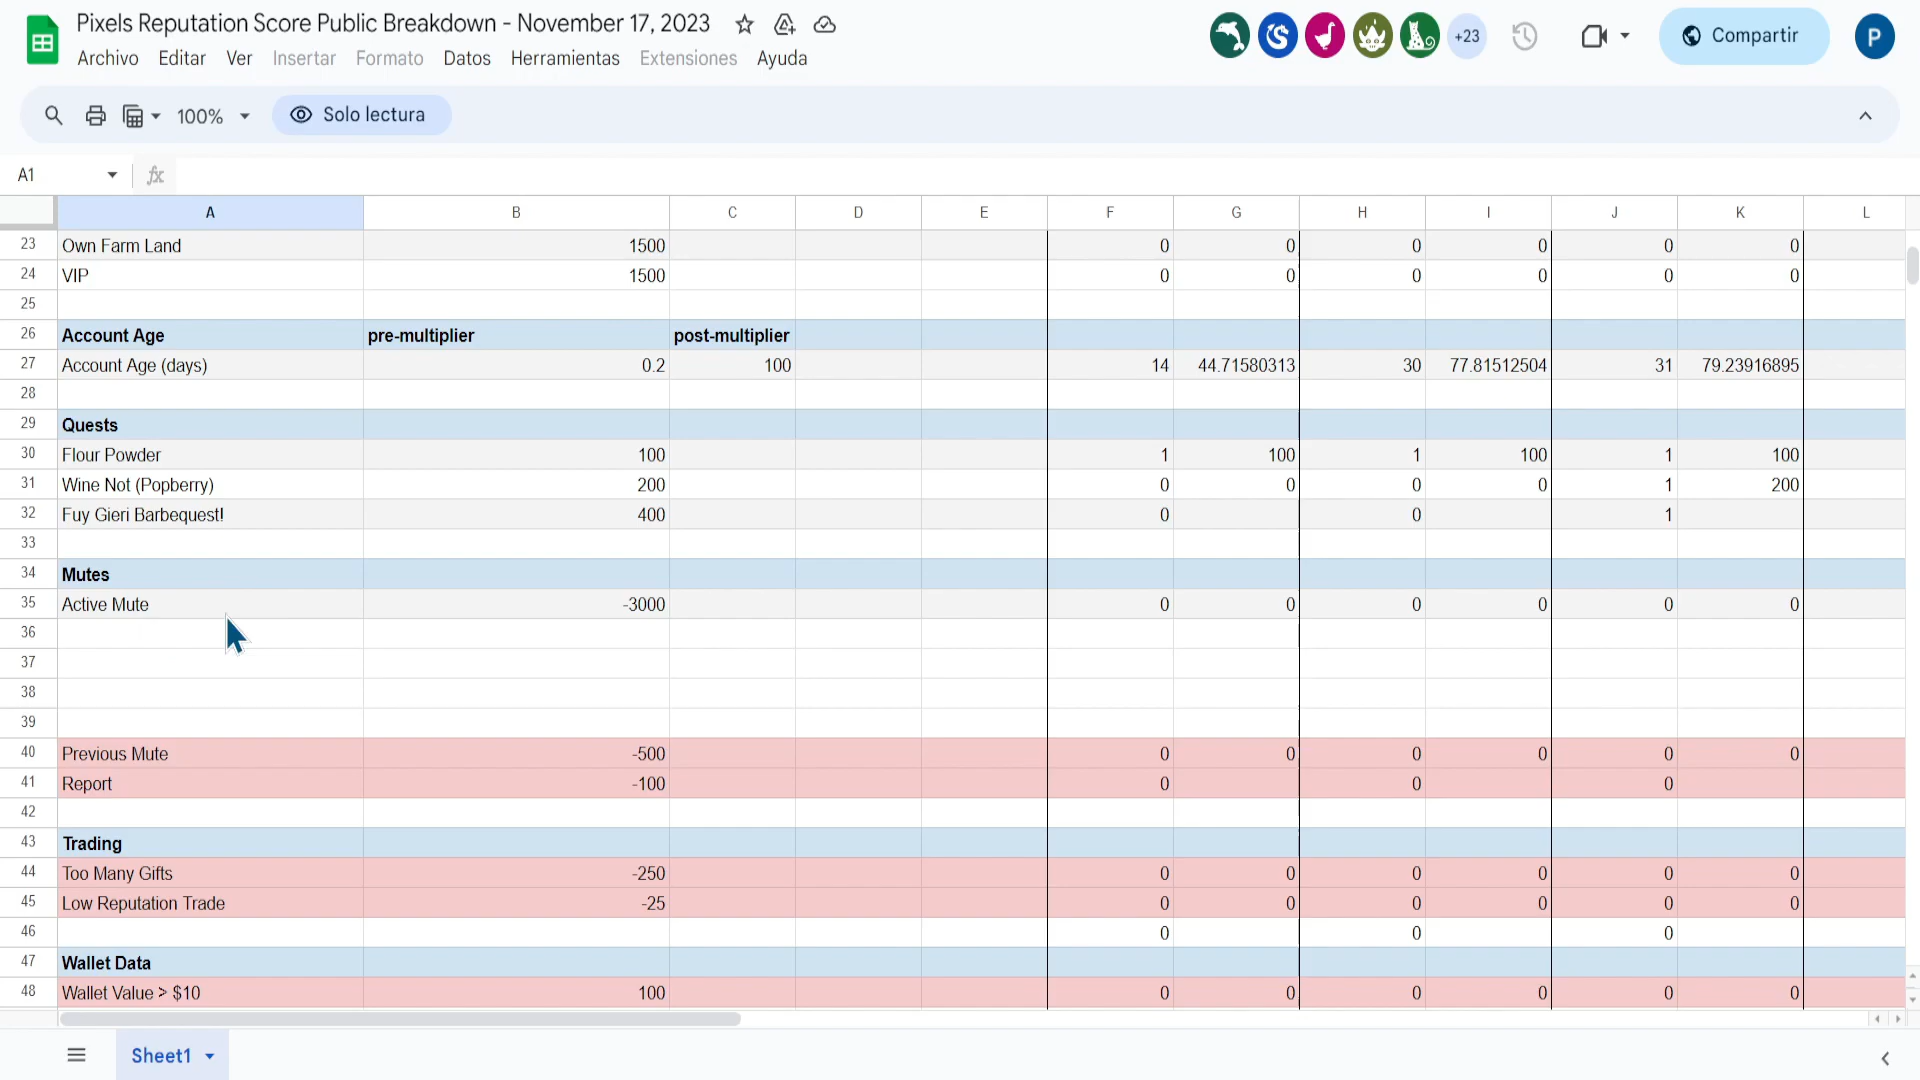 Pixels Reputation Score Public Breakdown - November 17, 2023
Archivo Editar Ver Insertar Formato Datos Herramientas Extensiones Ayuda
+23
Compartir
P
100%
Solo lectura
A1
fx
A B C D E F G H I J K L
23 Own Farm Land 1500 0 0 0 0 0 0
24 VIP 1500 0 0 0 0 0 0
25
26 Account Age pre-multiplier post-multiplier
27 Account Age (days) 0.2 100 14 44.71580313 30 77.81512504 31 79.23916895
28
29 Quests
30 Flour Powder 100 1 100 1 100 1 100
31 Wine Not (Popberry) 200 0 0 0 0 1 200
32 Fuy Gieri Barbequest! 400 0 0 1
33
34 Mutes
35 Active Mute -3000 0 0 0 0 0 0
36
37
38
39
40 Previous Mute -500 0 0 0 0 0 0
41 Report -100 0 0 0
42
43 Trading
44 Too Many Gifts -250 0 0 0 0 0 0
45 Low Reputation Trade -25 0 0 0 0 0 0
46 0 0 0
47 Wallet Data
48 Wallet Value > $10 100 0 0 0 0 0 0
Sheet1